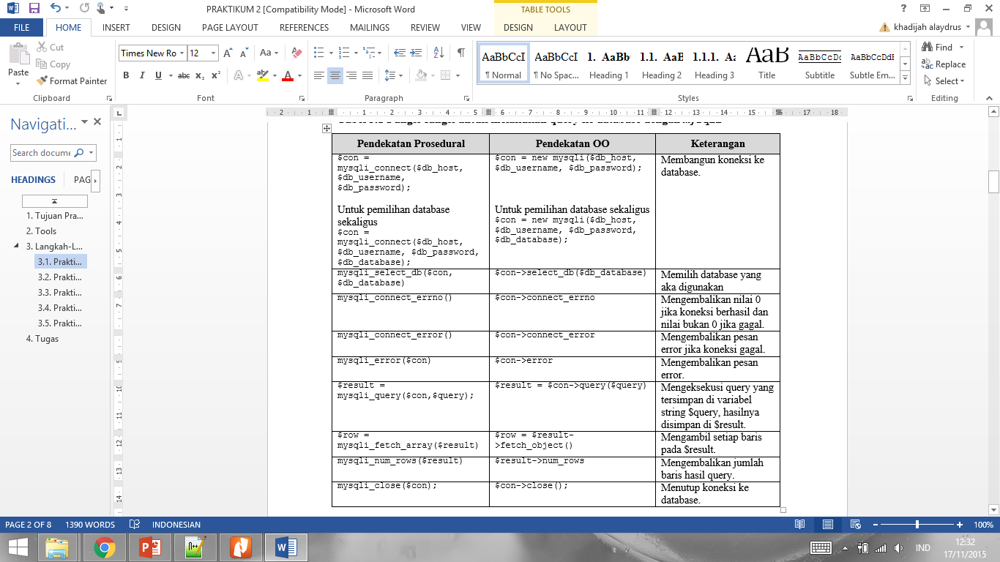 PRAKTIKUM 2 [Compatibility Mode] - Microsoft Word
TABLE TOOLS
FILE
HOME
INSERT
DESIGN
PAGE LAYOUT
REFERENCES
MAILINGS
REVIEW
VIEW
DESIGN
LAYOUT
khadijah alaydrus
Paste
Cut
Copy
Format Painter
Clipboard
Times New Ro
12
Font
Paragraph
AaBbCcI
¶ Normal
AaBbCcI
¶ No Spac...
1. AaBb
Heading 1
1.1. AaB
Heading 2
1.1.1. Aa
Heading 3
AaB
Title
AaBbCcDc
Subtitle
AaBbCcDdE
Subtle Em...
Styles
Find
Replace
Select
Editing
Navigati...
Search docume
HEADINGS
PAG
1. Tujuan Pra...
2. Tools
3. Langkah-L...
3.1. Prakti...
3.2. Prakti...
3.3. Prakti...
3.4. Prakti...
3.5. Prakti...
4. Tugas
Pendekatan Prosedural
Pendekatan OO
Keterangan
$con =
mysqli_connect($db_host,
$db_username,
$db_password);
Untuk pemilihan database
sekaligus
$con =
mysqli_connect($db_host,
$db_username, $db_password,
$db_database);
$con = new mysqli($db_host,
$db_username, $db_password);
Untuk pemilihan database sekaligus
$con = new mysqli($db_host,
$db_username, $db_password,
$db_database);
Membangun koneksi ke
database.
mysqli_select_db($con,
$db_database)
$con->select_db($db_database)
Memilih database yang
aka digunakan
mysqli_connect_errno()
$con->connect_errno
Mengembalikan nilai 0
jika koneksi berhasil dan
nilai bukan 0 jika gagal.
mysqli_connect_error()
$con->connect_error
Mengembalikan pesan
error jika koneksi gagal.
mysqli_error($con)
$con->error
Mengembalikan pesan
error.
$result =
mysqli_query($con,$query);
$result = $con->query($query)
Mengeksekusi query yang
tersimpan di variabel
string $query, hasilnya
disimpan di $result.
$row =
mysqli_fetch_array($result)
$row = $result-
>fetch_object()
Mengambil setiap baris
pada $result.
mysqli_num_rows($result)
$result->num_rows
Mengembalikan jumlah
baris hasil query.
mysqli_close($con);
$con->close();
Menutup koneksi ke
database.
PAGE 2 OF 8
1390 WORDS
INDONESIAN
100%
IND
12:32
17/11/2015